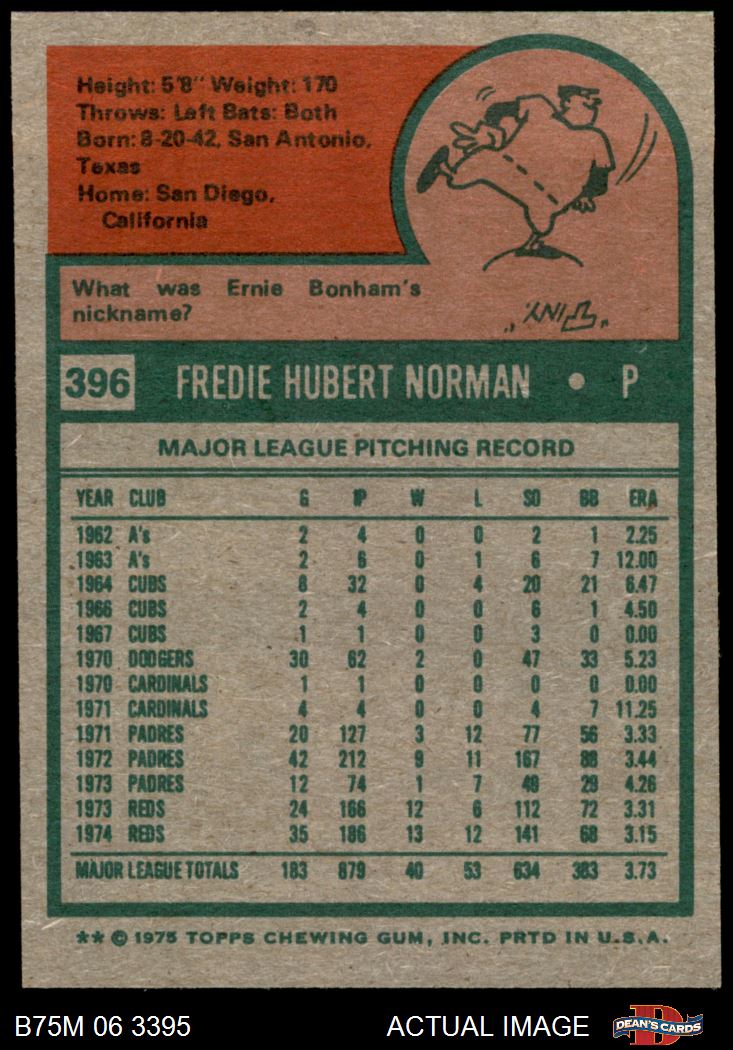 Height: 5'8" Weight: 170
Throws: Left Bats: Both
Born: 8-20-42, San Antonio,
Texas
Home: San Diego,
California
What was Ernie Bonham's
nickname?
"TINY"
396 FREDIE HUBERT NORMAN • P
MAJOR LEAGUE PITCHING RECORD
YEAR CLUB G IP W L SO BB ERA
1962 A's 2 4 0 0 2 1 2.25
1963 A's 2 6 0 1 6 7 12.00
1964 CUBS 8 32 0 4 20 21 6.47
1966 CUBS 2 4 0 0 6 1 4.50
1967 CUBS 1 1 0 0 3 0 0.00
1970 DODGERS 30 62 2 0 47 33 5.23
1970 CARDINALS 1 1 0 0 0 0 0.00
1971 CARDINALS 4 4 0 0 4 7 11.25
1971 PADRES 20 127 3 12 77 56 3.33
1972 PADRES 42 212 9 11 167 88 3.44
1973 PADRES 12 74 1 7 49 29 4.26
1973 REDS 24 166 12 6 112 72 3.31
1974 REDS 35 186 13 12 141 68 3.15
MAJOR LEAGUE TOTALS 183 879 40 53 634 383 3.73
** © 1975 TOPPS CHEWING GUM, INC. PRTD IN U.S.A.
B75M 06 3395 ACTUAL IMAGE DEAN'S CARDS